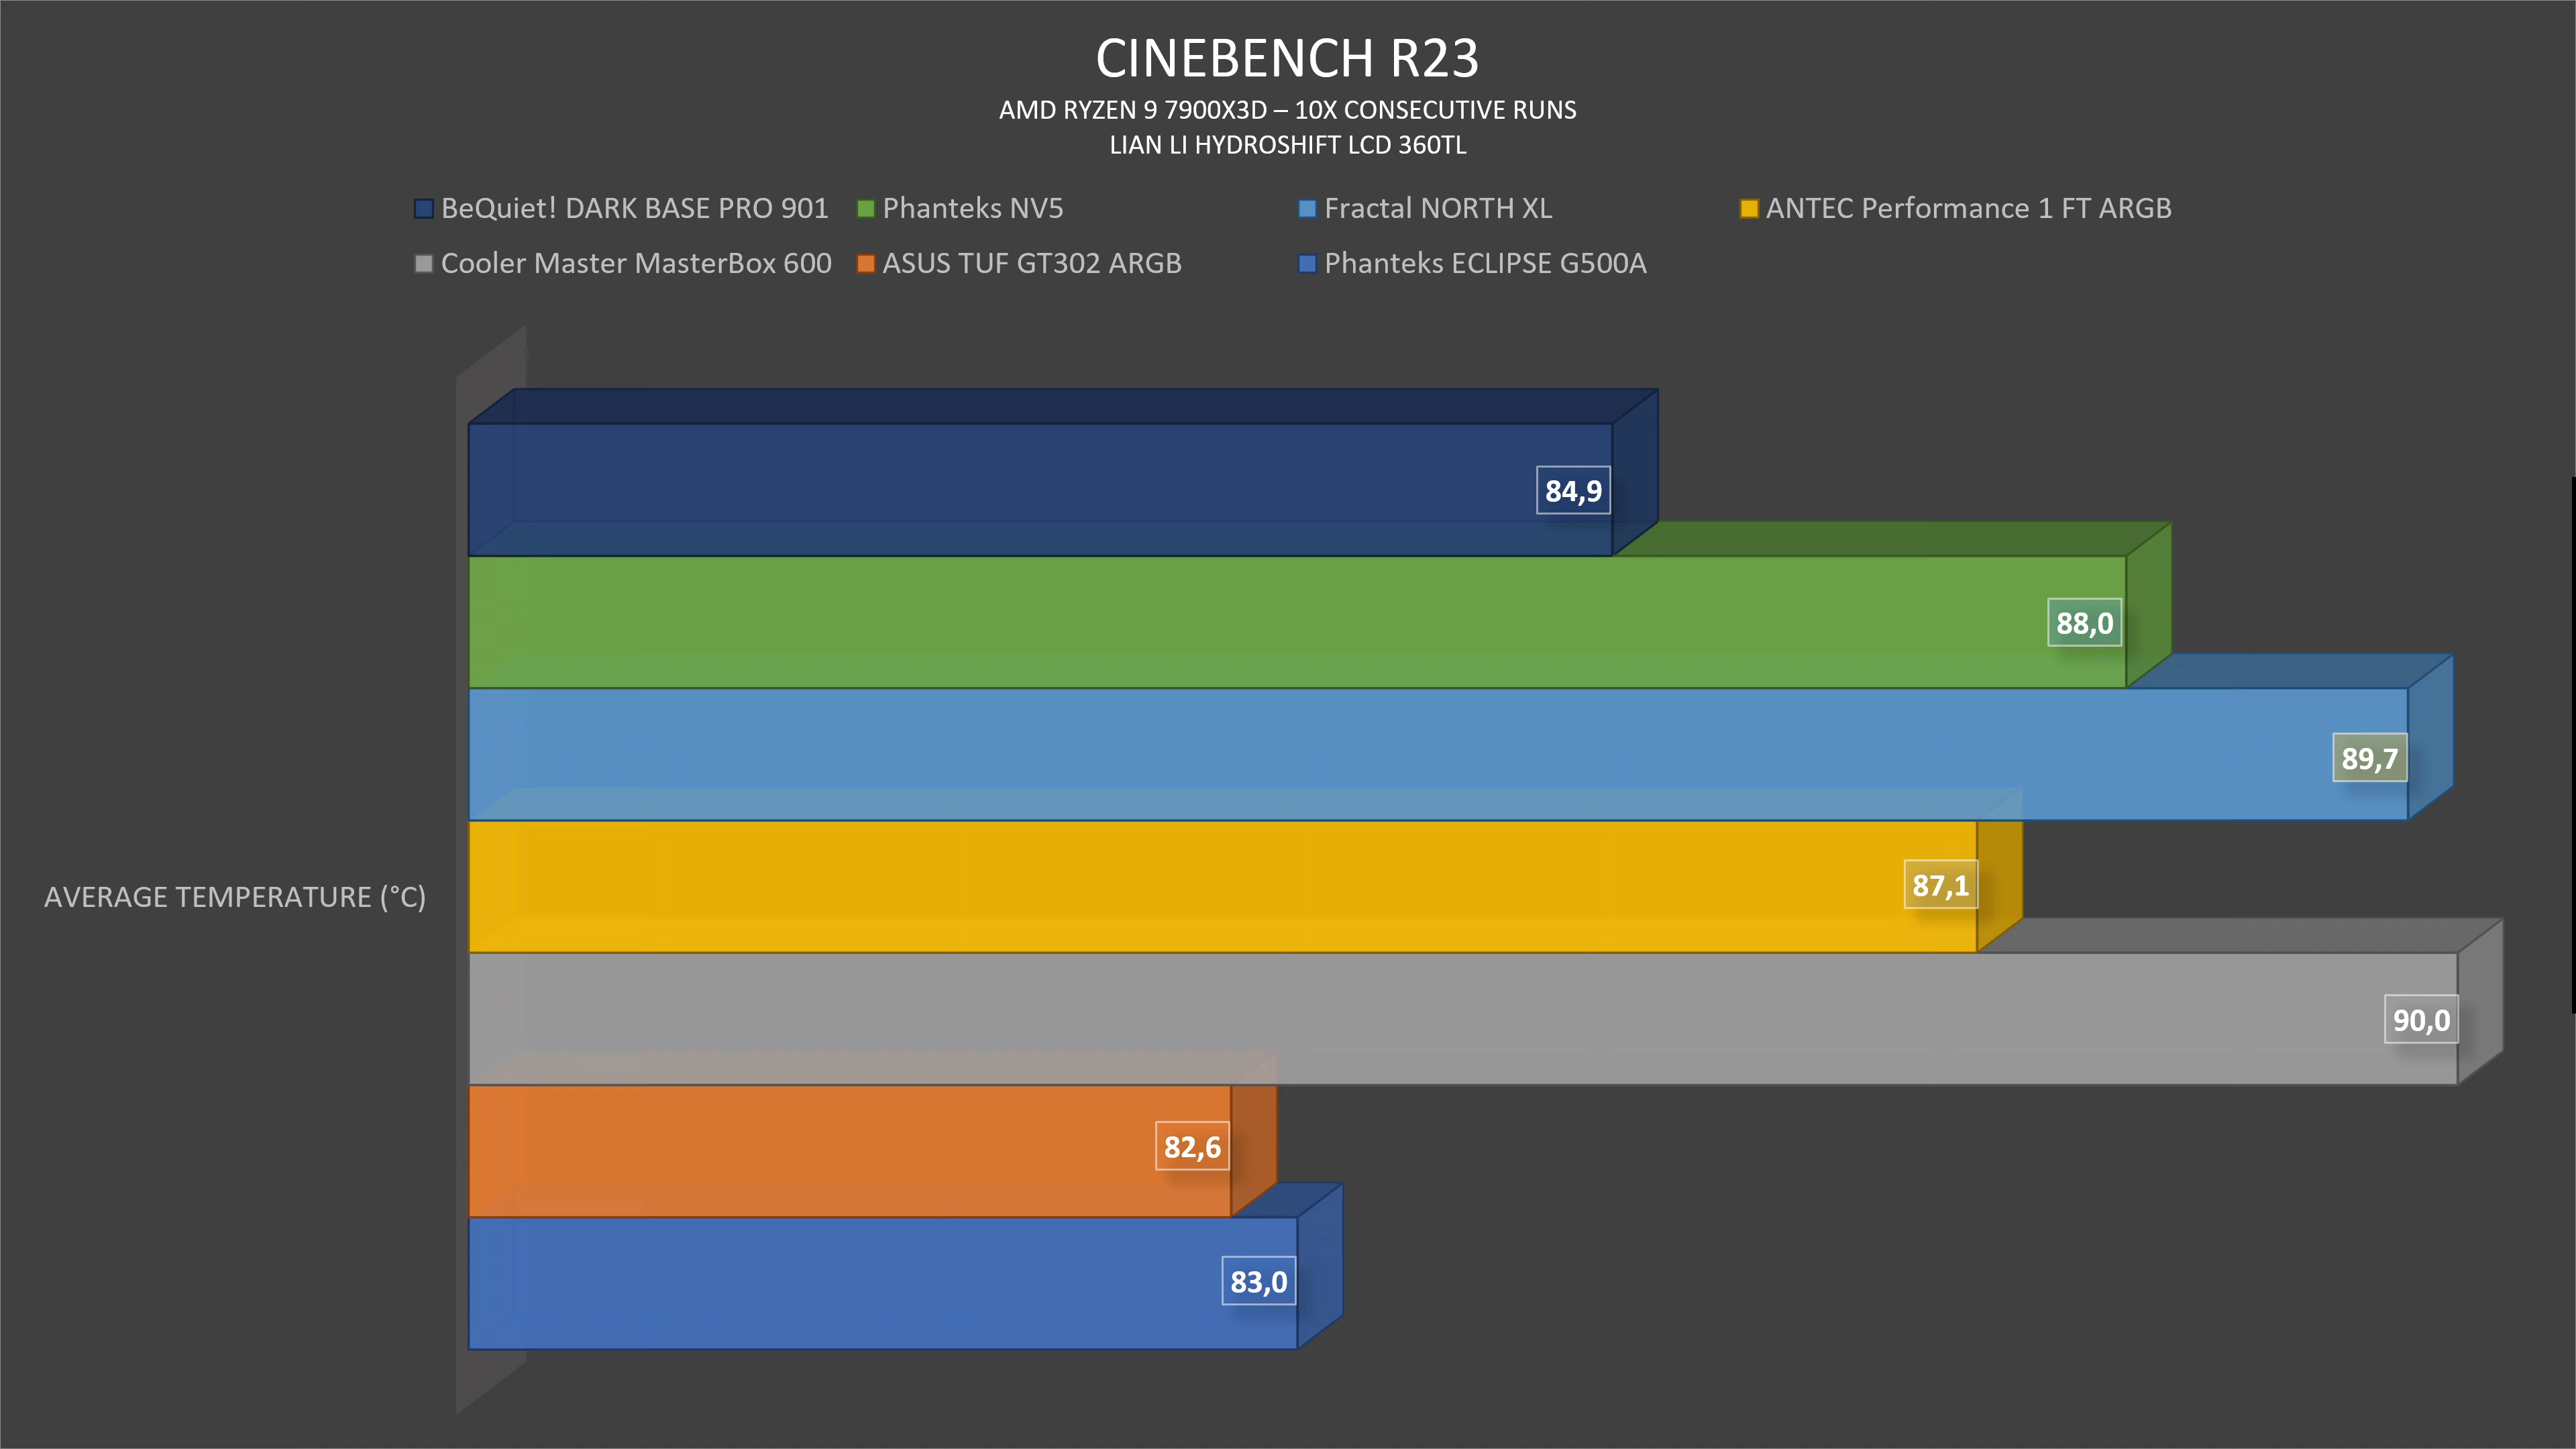 CINEBENCH R23
AMD RYZEN 9 7900X3D – 10X CONSECUTIVE RUNS
LIAN LI HYDROSHIFT LCD 360TL
BeQuiet! DARK BASE PRO 901 Phanteks NV5 Fractal NORTH XL ANTEC Performance 1 FT ARGB
Cooler Master MasterBox 600 ASUS TUF GT302 ARGB Phanteks ECLIPSE G500A
84,9
88,0
89,7
87,1
AVERAGE TEMPERATURE (°C)
90,0
82,6
83,0